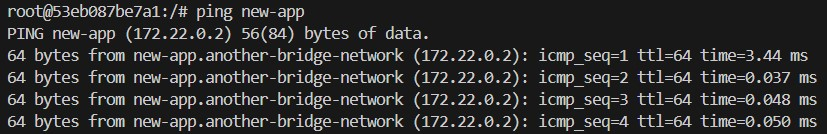 root@53eb087be7a1:/# ping new-app
PING new-app (172.22.0.2) 56(84) bytes of data.
64 bytes from new-app.another-bridge-network (172.22.0.2): icmp_seq=1 ttl=64 time=3.44 ms
64 bytes from new-app.another-bridge-network (172.22.0.2): icmp_seq=2 ttl=64 time=0.037 ms
64 bytes from new-app.another-bridge-network (172.22.0.2): icmp_seq=3 ttl=64 time=0.048 ms
64 bytes from new-app.another-bridge-network (172.22.0.2): icmp_seq=4 ttl=64 time=0.050 ms